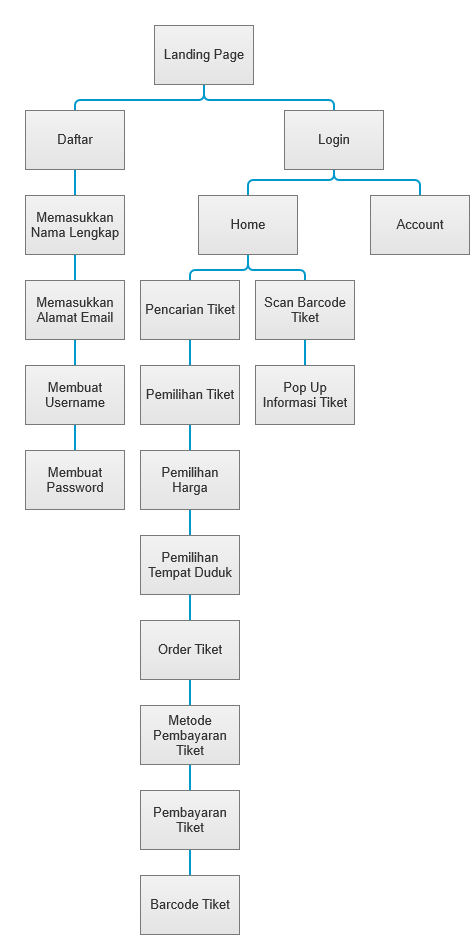 Landing Page
Daftar
Login
Memasukkan
Nama Lengkap
Home
Account
Memasukkan
Alamat Email
Pencarian Tiket
Scan Barcode
Tiket
Membuat
Username
Pemilihan Tiket
Pop Up
Informasi Tiket
Membuat
Password
Pemilihan
Harga
Pemilihan
Tempat Duduk
Order Tiket
Metode
Pembayaran
Tiket
Pembayaran
Tiket
Barcode Tiket